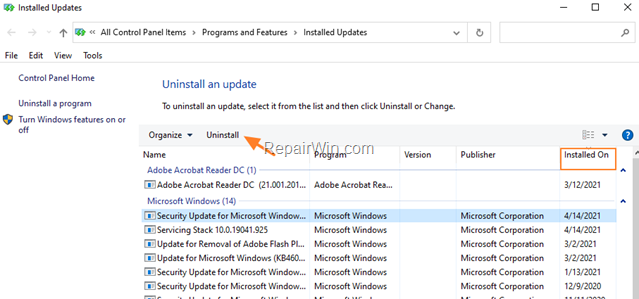 Installed Updates
All Control Panel Items > Programs and Features > Installed Updates
File Edit View Tools
Control Panel Home
Uninstall a program
Turn Windows features on or off
Uninstall an update
To uninstall an update, select it from the list and then click Uninstall or Change.
Organize Uninstall
RepairWin.com
Name Program Version Publisher Installed On
Adobe Acrobat Reader DC (1)
Adobe Acrobat Reader DC (21.001.201... Adobe Acrobat Rea... 3/12/2021
Microsoft Windows (14)
Security Update for Microsoft Window... Microsoft Windows Microsoft Corporation 4/14/2021
Servicing Stack 10.0.19041.925 Microsoft Windows Microsoft Corporation 4/14/2021
Update for Removal of Adobe Flash Pl... Microsoft Windows Microsoft Corporation 3/2/2021
Update for Microsoft Windows (KB460... Microsoft Windows Microsoft Corporation 3/2/2021
Security Update for Microsoft Window... Microsoft Windows Microsoft Corporation 1/13/2021
Security Update for Microsoft Window... Microsoft Windows Microsoft Corporation 12/9/2020